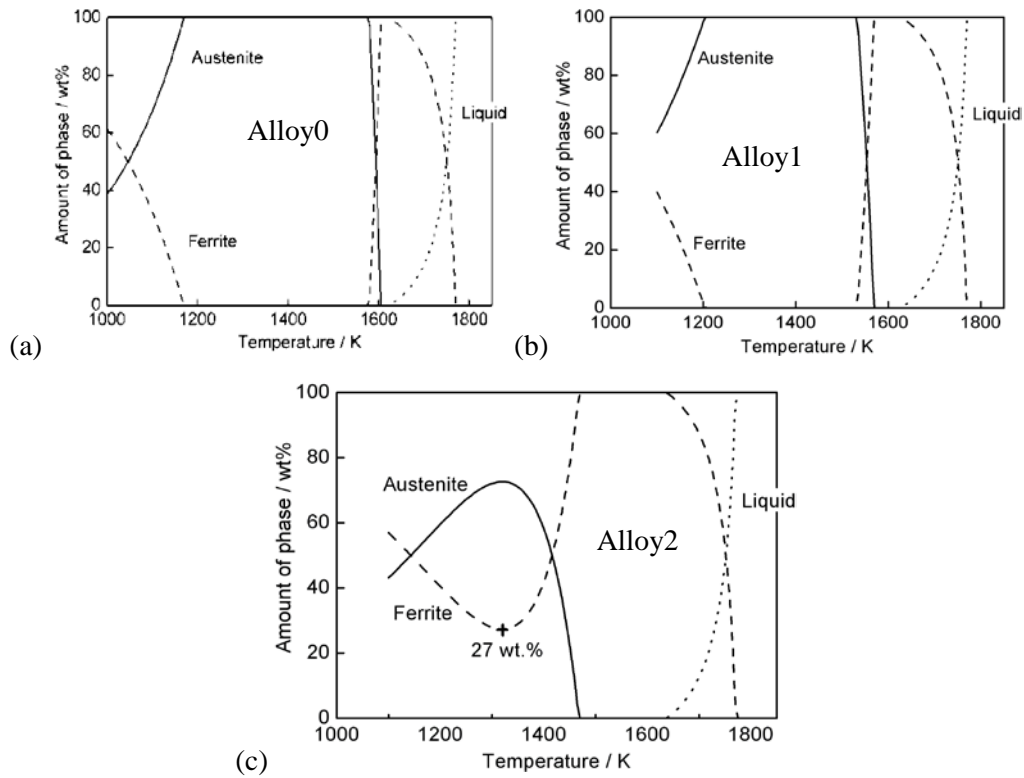 Amount of phase / wt%
100
80
60
40
20
0
Austenite
Ferrite
Alloy0
Liquid
1000 1200 1400 1600 1800
Temperature / K
(a)
Amount of phase / wt%
100
80
60
40
20
0
Austenite
Ferrite
Alloy1
Liquid
1000 1200 1400 1600 1800
Temperature / K
(b)
Amount of phase / wt%
100
80
60
40
20
0
Austenite
Ferrite
27 wt.%
Alloy2
Liquid
1000 1200 1400 1600 1800
Temperature / K
(c)